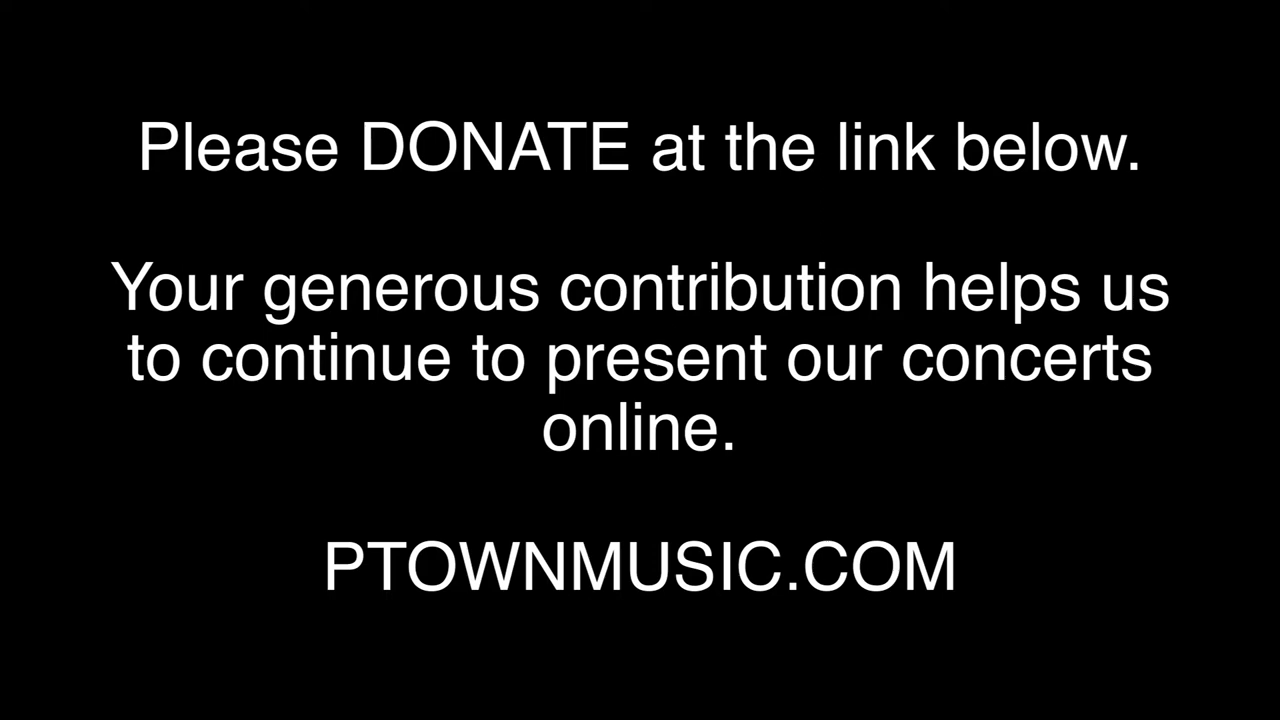 Please DONATE at the link below.
Your generous contribution helps us
to continue to present our concerts
online.
PTOWNMUSIC.COM